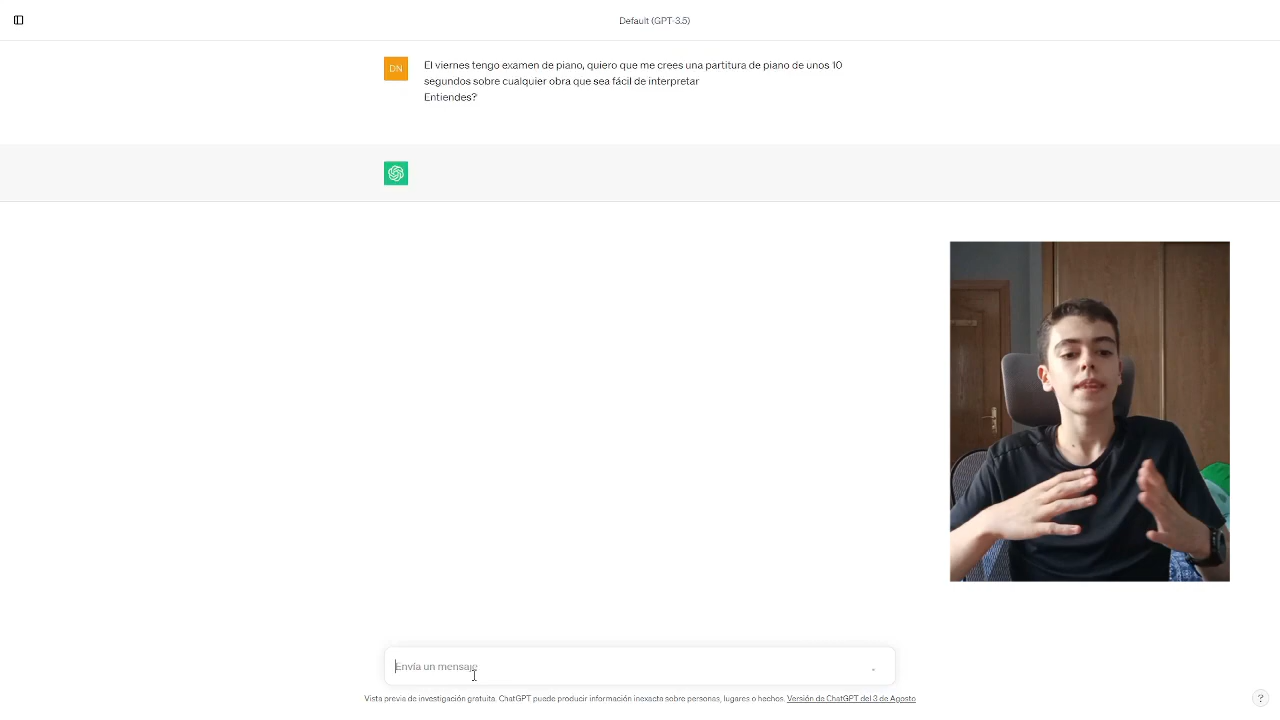 Default (GPT-3.5)
DN
El viernes tengo examen de piano, quiero que me crees una partitura de piano de unos 10
segundos sobre cualquier obra que sea fácil de interpretar
Entiendes?
Envía un mensaje
Vista previa de investigación gratuita. ChatGPT puede producir información inexacta sobre personas, lugares o hechos. Versión de ChatGPT del 3 de Agosto
?